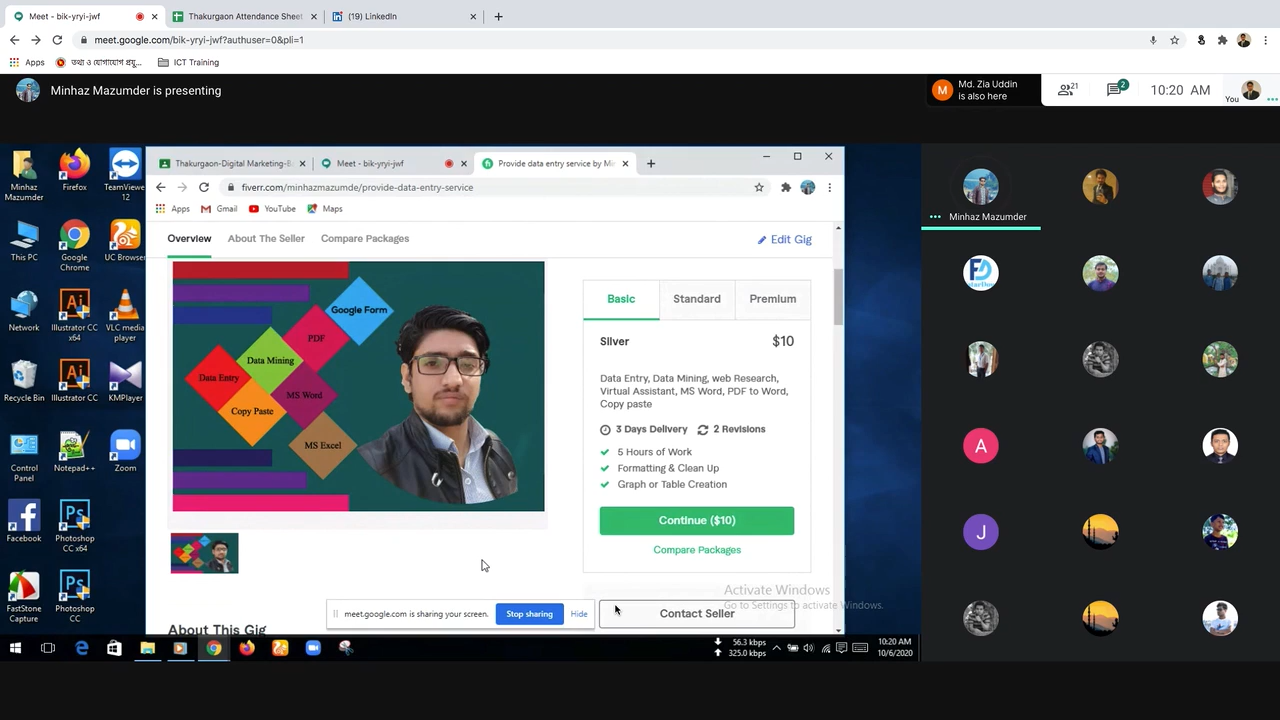 Meet - bik-yryi-jwf
Thakurgaon Attendance Sheet
(19) LinkedIn
meet.google.com/bik-yryi-jwf?authuser=0&pli=1
Apps
তথ্য ও যোগাযোগ প্রযু...
ICT Training
Minhaz Mazumder is presenting
Md. Zia Uddin
is also here
21
2
10:20 AM
You
Minhaz
Mazumder
Firefox
TeamViewer
12
This PC
Google
Chrome
UC Browser
Network
Illustrator CC
x64
VLC media
player
Recycle Bin
Illustrator CC
KMPlayer
Control
Panel
Notepad++
Zoom
Facebook
Photoshop
CC x64
FastStone
Capture
Photoshop
CC
Thakurgaon-Digital Marketing-B
Meet - bik-yryi-jwf
Provide data entry service by Mi
fiverr.com/minhazmazumde/provide-data-entry-service
Apps
Gmail
YouTube
Maps
Overview
About The Seller
Compare Packages
Edit Gig
Google Form
PDF
Data Mining
Data Entry
MS Word
Copy Paste
MS Excel
Basic
Standard
Premium
Silver
$10
Data Entry, Data Mining, web Research,
Virtual Assistant, MS Word, PDF to Word,
Copy paste
3 Days Delivery
2 Revisions
5 Hours of Work
Formatting & Clean Up
Graph or Table Creation
Continue ($10)
Compare Packages
Contact Seller
Activate Windows
Go to Settings to activate Windows.
meet.google.com is sharing your screen.
Stop sharing
Hide
About This Gig
56.3 kbps
325.0 kbps
10:20 AM
10/6/2020
M
Minhaz Mazumder
A
J